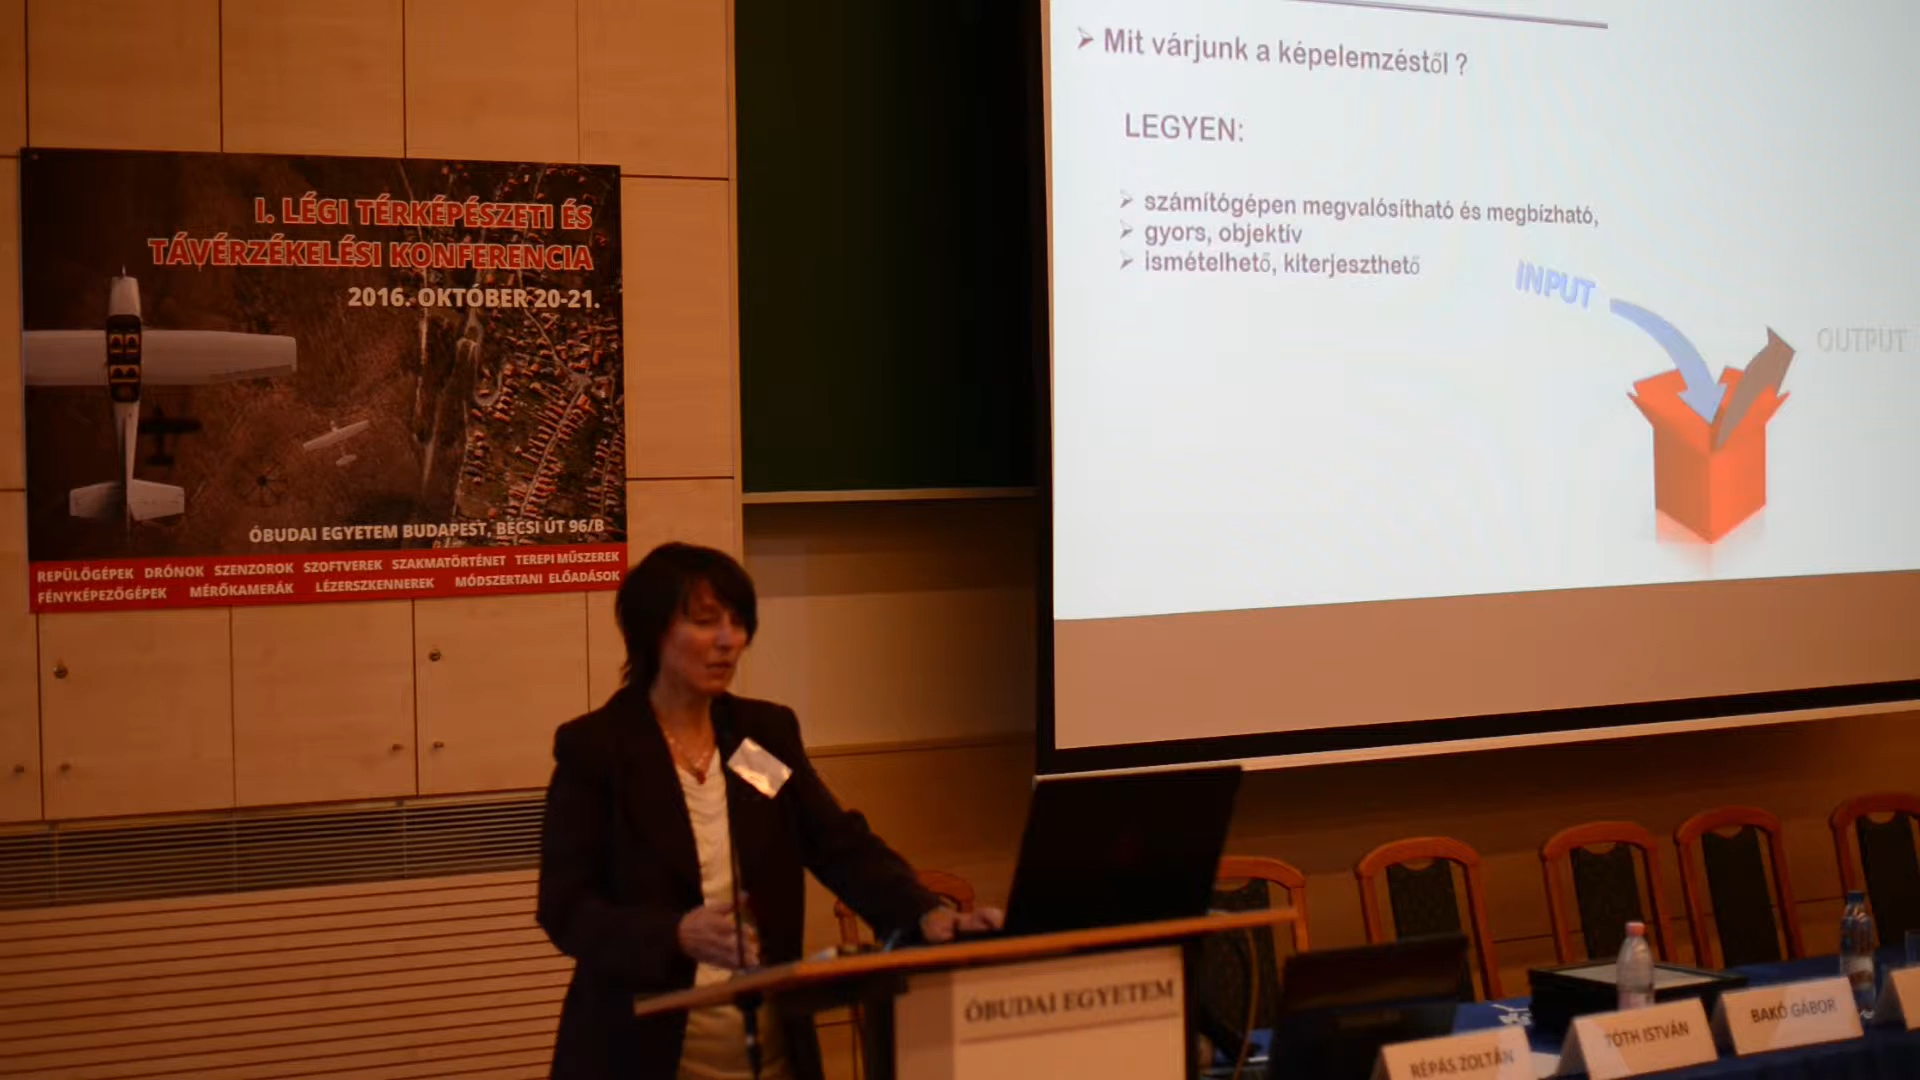 I. LÉGI TÉRKÉPÉSZETI ÉS
TÁVÉRZÉKELÉSI KONFERENCIA
2016. OKTÓBER 20-21.
ÓBUDAI EGYETEM BUDAPEST, BÉCSI ÚT 96/B
REPÜLŐGÉPEK DRÓNOK SZENZOROK SZOFTVEREK SZAKMATÖRTÉNET TEREPI MŰSZEREK
FÉNYKÉPEZŐGÉPEK MÉRŐKAMERÁK LÉZERSZKENNEREK MÓDSZERTANI ELŐADÁSOK
➢ Mit várjunk a képelemzéstől ?
LEGYEN:
➢ számítógépen megvalósítható és megbízható,
➢ gyors, objektív
➢ ismételhető, kiterjeszthető
INPUT
OUTPUT
ÓBUDAI EGYETEM
RÉPÁS ZOLTÁN
TÓTH ISTVÁN
BAKÓ GÁBOR